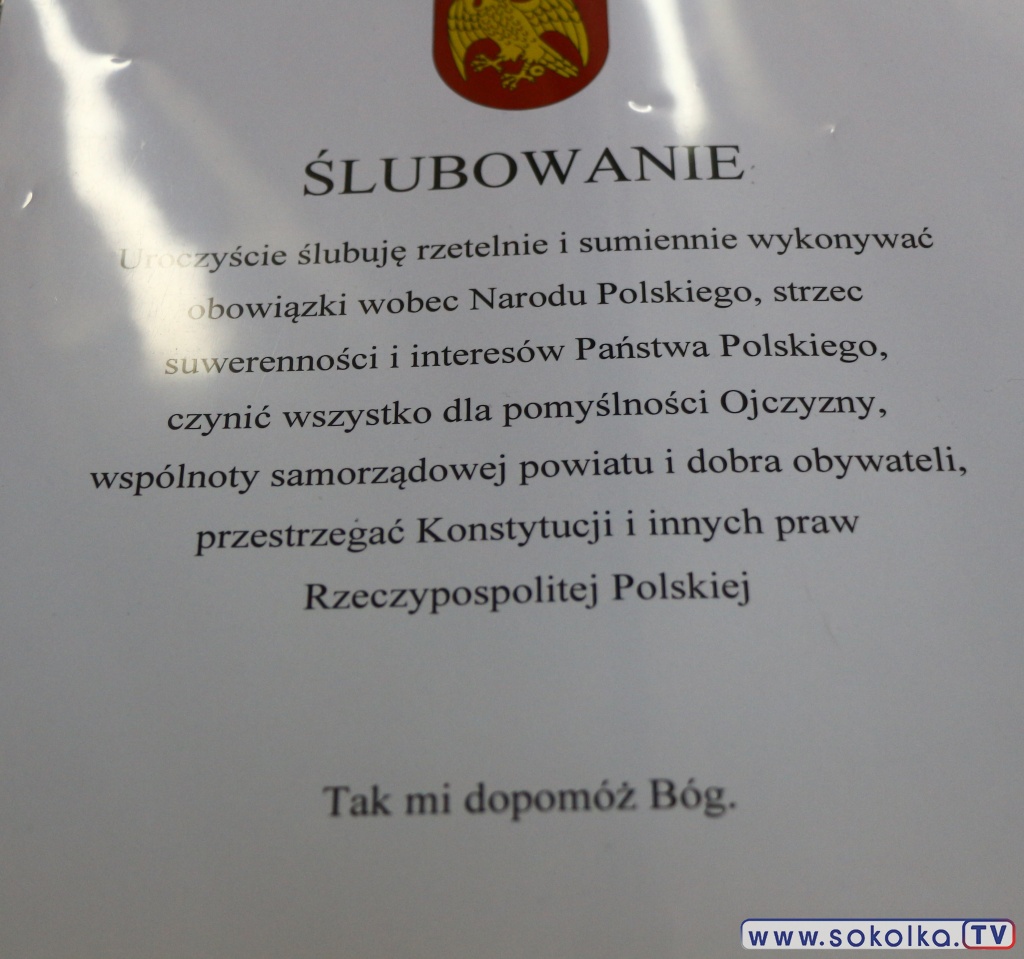 ŚLUBOWANIE
Uroczyście ślubuję rzetelnie i sumiennie wykonywać
obowiązki wobec Narodu Polskiego, strzec
suwerenności i interesów Państwa Polskiego,
czynić wszystko dla pomyślności Ojczyzny,
wspólnoty samorządowej powiatu i dobra obywateli,
przestrzegać Konstytucji i innych praw
Rzeczypospolitej Polskiej
Tak mi dopomóż Bóg.
www.sokolka.TV